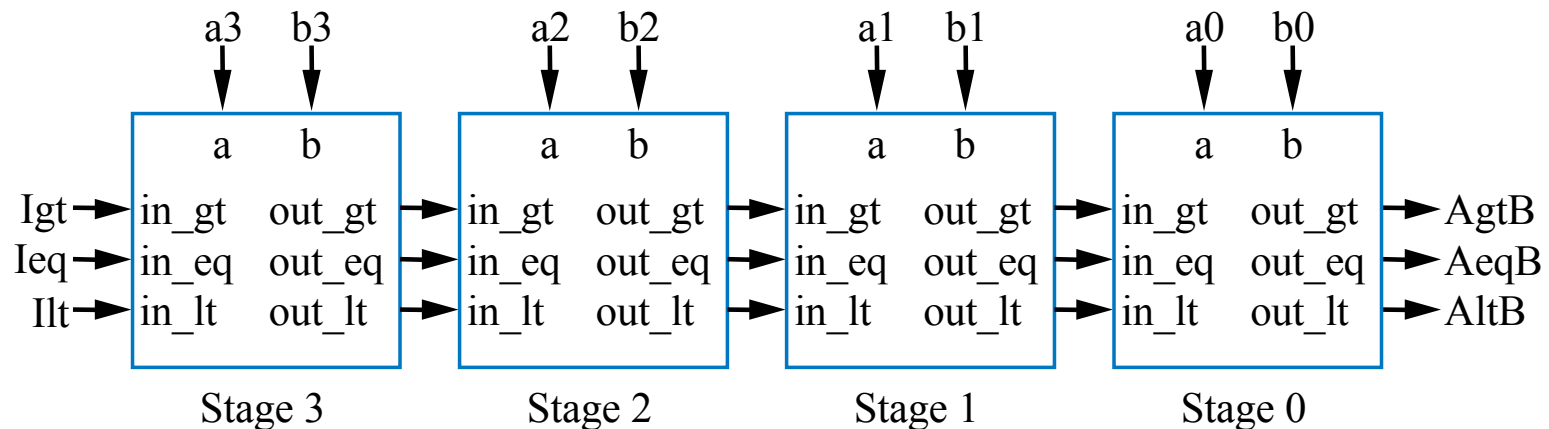 a3 b3 a2 b2 a1 b1 a0 b0
a b a b a b a b
Igt in_gt out_gt in_gt out_gt in_gt out_gt in_gt out_gt AgtB
Ieq in_eq out_eq in_eq out_eq in_eq out_eq in_eq out_eq AeqB
Ilt in_lt out_lt in_lt out_lt in_lt out_lt in_lt out_lt AltB
Stage 3 Stage 2 Stage 1 Stage 0